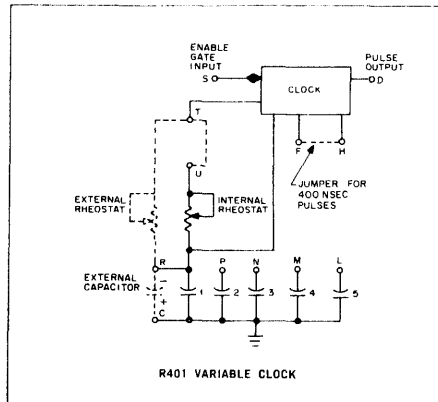 ENABLE
GATE
INPUT
S
PULSE
OUTPUT
D
CLOCK
T
F
H
U
JUMPER FOR
400 NSEC
PULSES
EXTERNAL
RHEOSTAT
INTERNAL
RHEOSTAT
R
P
N
M
L
EXTERNAL
CAPACITOR
−
+
1
2
3
4
5
C
R401 VARIABLE CLOCK